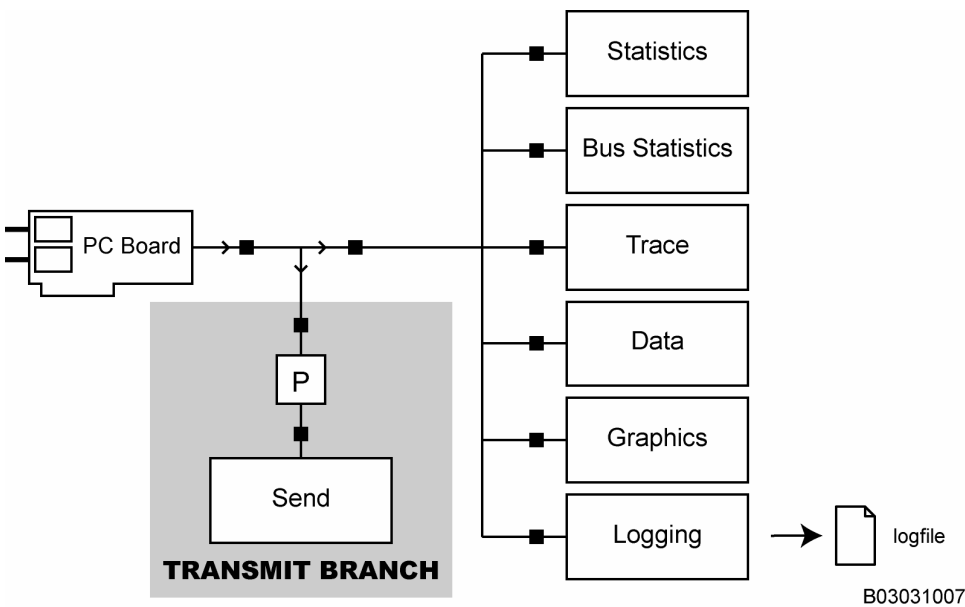 Statistics
Bus Statistics
PC Board
Trace
Data
P
Graphics
Send
Logging
logfile
TRANSMIT BRANCH
B03031007